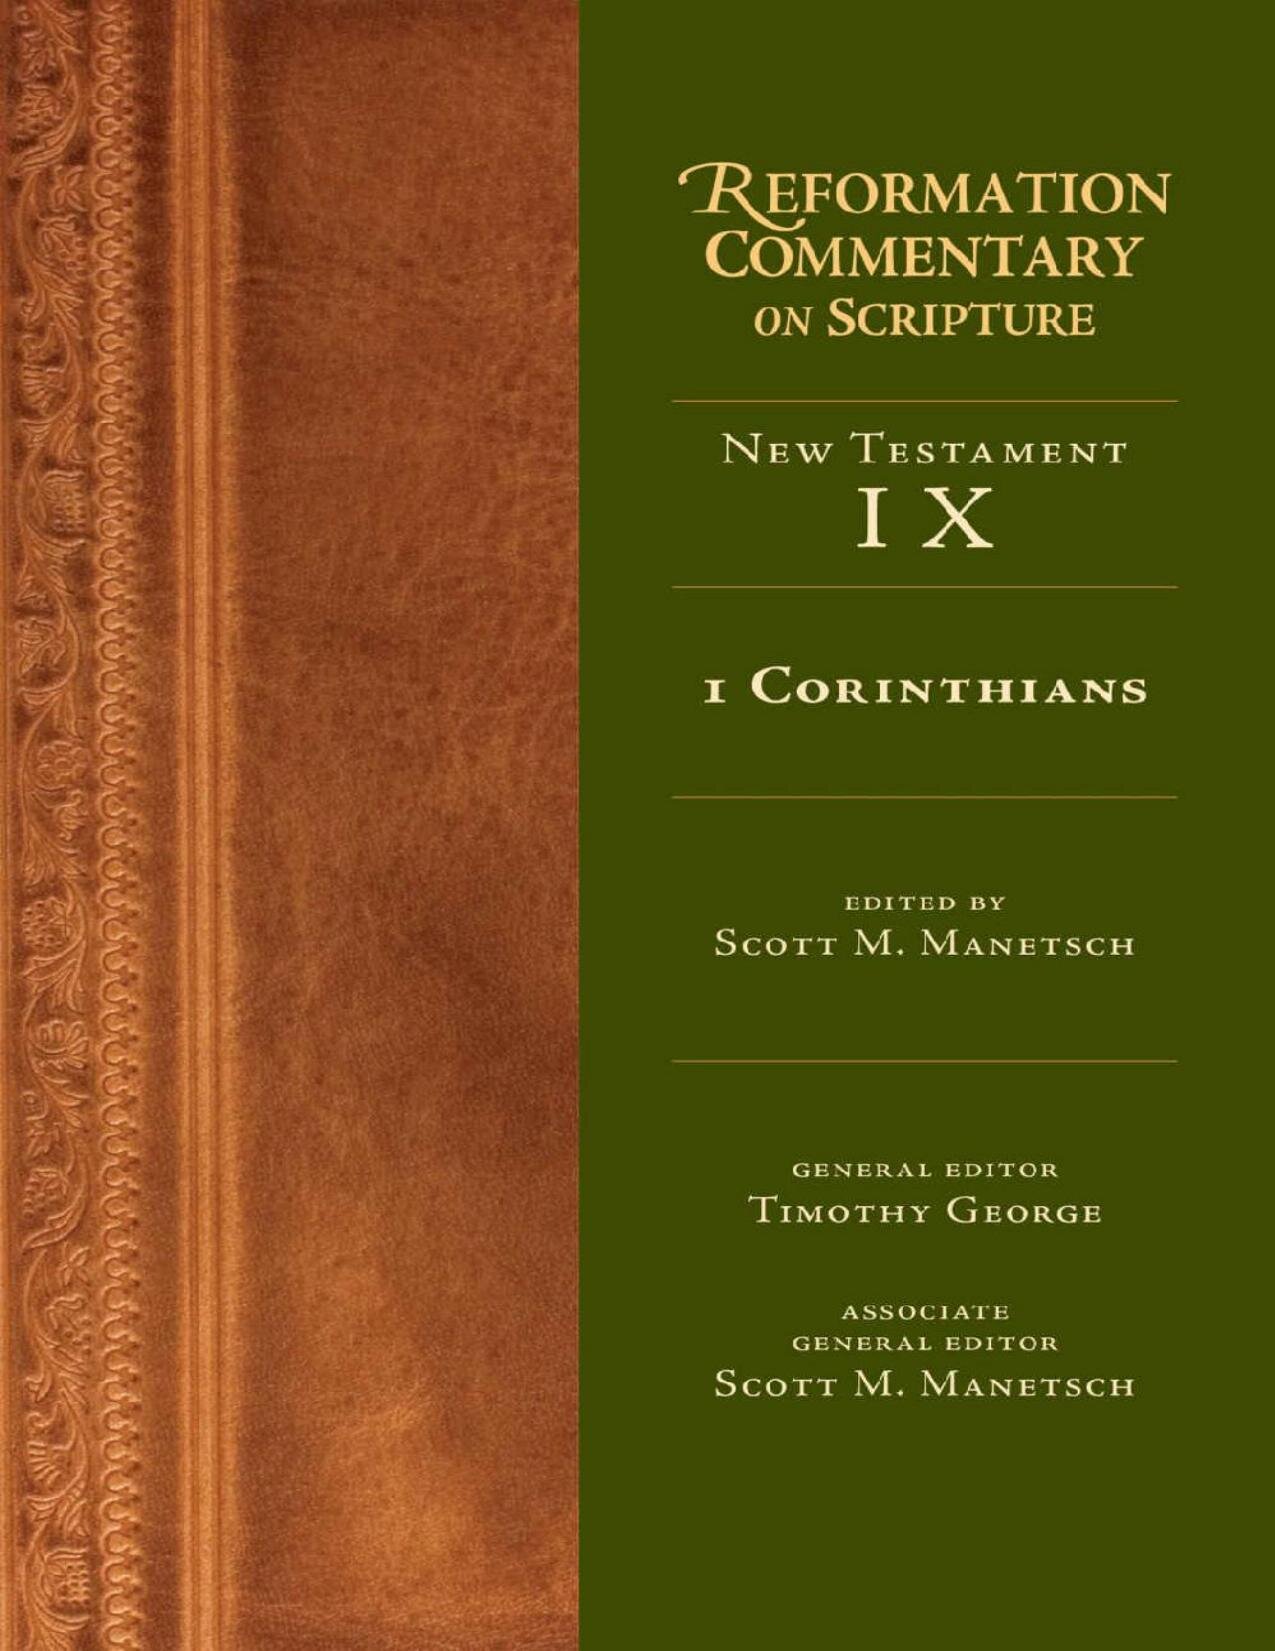 REFORMATION
COMMENTARY
ON SCRIPTURE
NEW TESTAMENT
IX
1 CORINTHIANS
EDITED BY
SCOTT M. MANETSCH
GENERAL EDITOR
TIMOTHY GEORGE
ASSOCIATE
GENERAL EDITOR
SCOTT M. MANETSCH